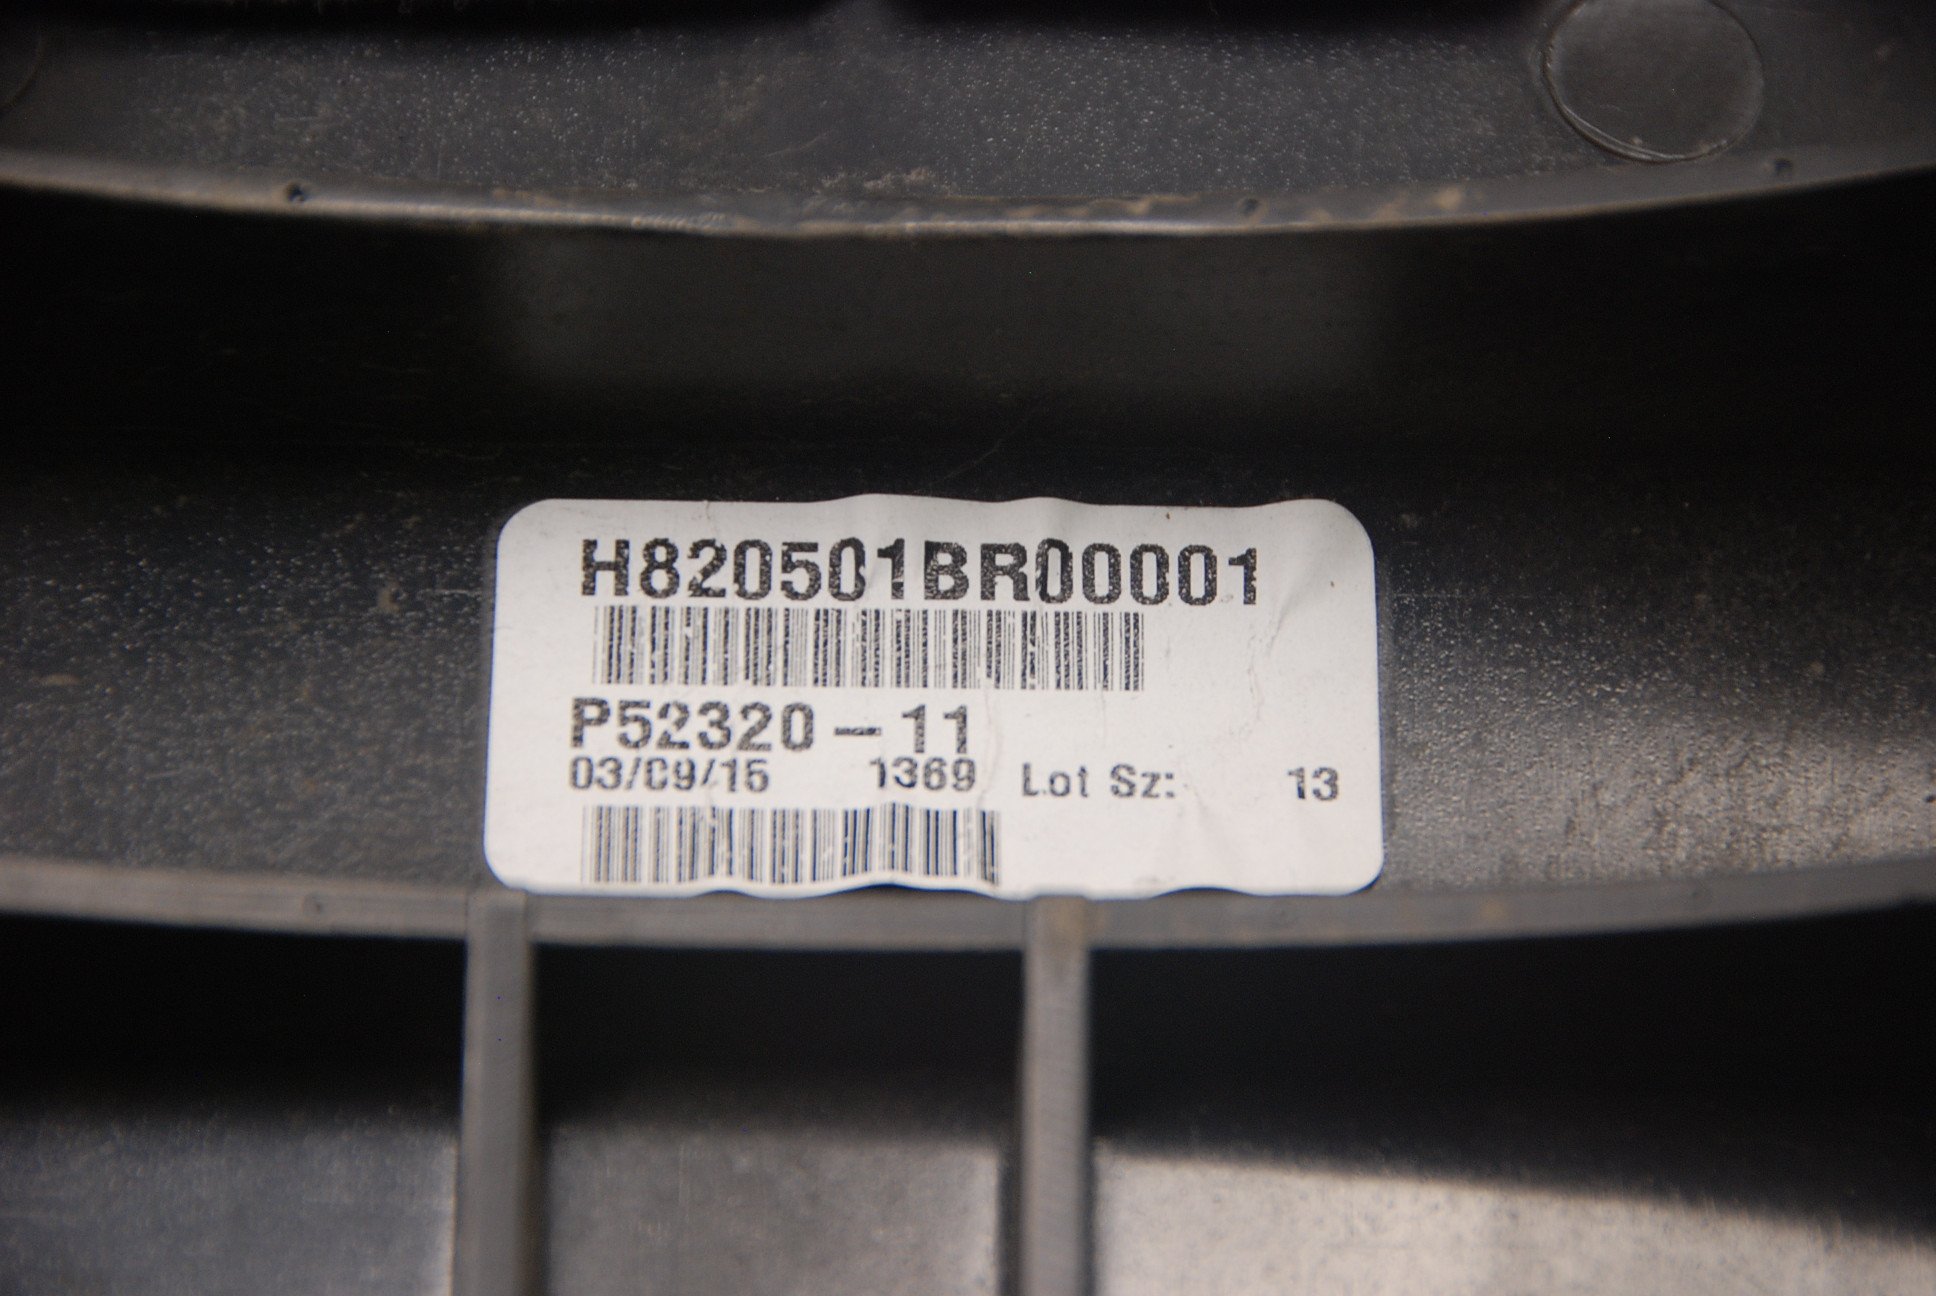 H820501BR00001
P52320-11
03/09/15 1369 Lot Sz: 13